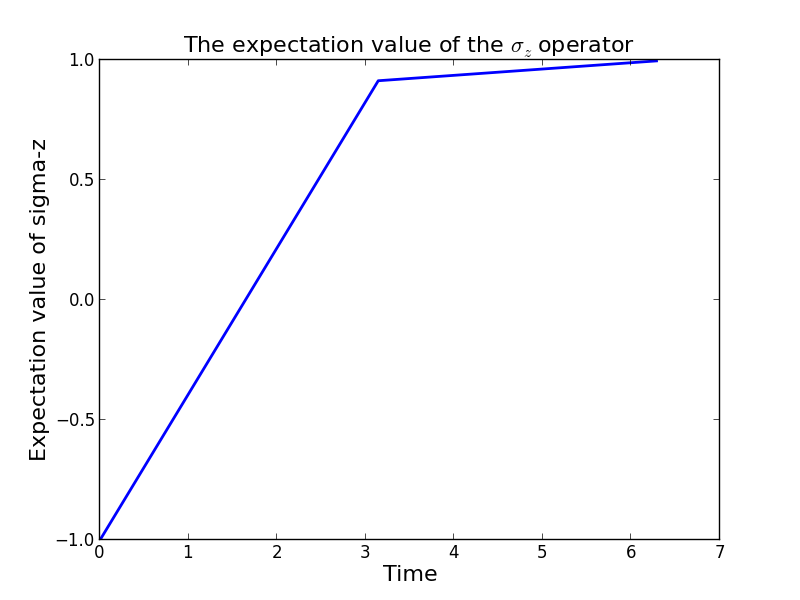 The expectation value of the σz operator
1.0
0.5
0.0
−0.5
−1.0
Expectation value of sigma-z
0 1 2 3 4 5 6 7
Time